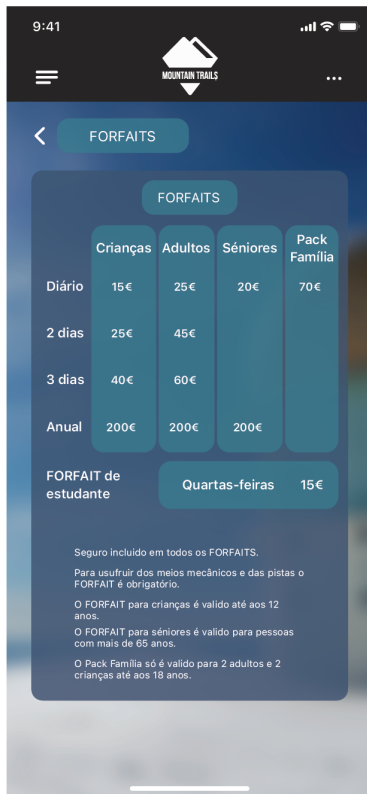 9:41
MOUNTAIN TRAILS
FORFAITS
FORFAITS
Crianças Adultos Séniores Pack
Família
Diário 15€ 25€ 20€ 70€
2 dias 25€ 45€
3 dias 40€ 60€
Anual 200€ 200€ 200€
FORFAIT de
estudante
Quartas-feiras 15€
Seguro incluido em todos os FORFAITS.
Para usufruir dos meios mecânicos e das pistas o
FORFAIT é obrigatório.
O FORFAIT para crianças é valido até aos 12
anos.
O FORFAIT para séniores é valido para pessoas
com mais de 65 anos.
O Pack Família só é valido para 2 adultos e 2
crianças até aos 18 anos.